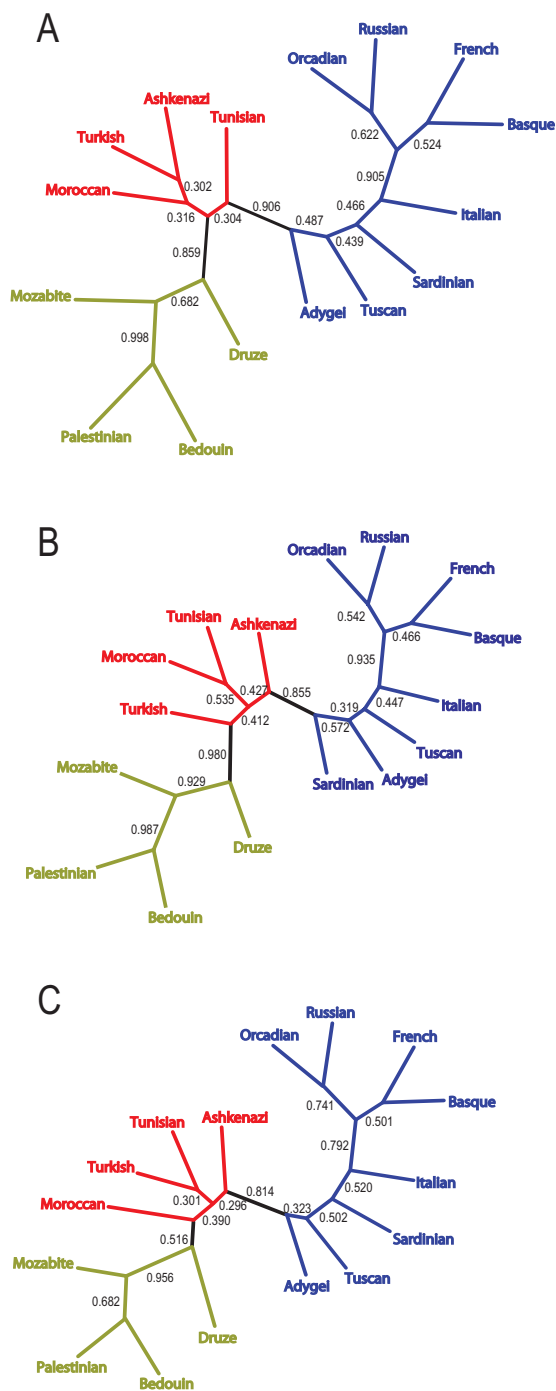 A
Russian
Orcadian
French
Ashkenazi
Tunisian
Basque
Turkish
0.622
0.524
0.302
0.905
Moroccan
0.906
0.466
Italian
0.316
0.304
0.487
0.439
0.859
Sardinian
Mozabite
0.682
Adygei
Tuscan
0.998
Druze
Palestinian
Bedouin
B
Russian
Orcadian
French
Tunisian
Ashkenazi
0.542
0.466
Basque
Moroccan
0.935
0.427
0.855
0.535
0.319
0.447
Italian
Turkish
0.412
0.572
Tuscan
0.980
Mozabite
0.929
Sardinian
Adygei
0.987
Druze
Palestinian
Bedouin
C
Russian
Orcadian
French
Tunisian
Ashkenazi
0.741
0.501
Basque
0.792
Turkish
0.814
0.520
Italian
Moroccan
0.301
0.296
0.323
0.390
0.502
Sardinian
0.516
Mozabite
0.956
Adygei
Tuscan
0.682
Druze
Palestinian
Bedouin